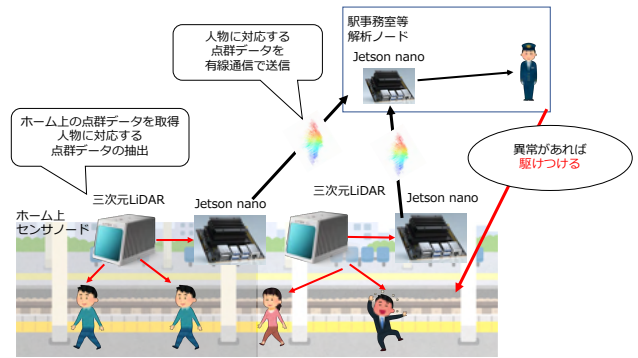 人物に対応する
点群データを
有線通信で送信
駅事務室等
解析ノード
Jetson nano
ホーム上の点群データを取得
人物に対応する
点群データの抽出
異常があれば
駆けつける
三次元LiDAR
Jetson nano
三次元LiDAR
Jetson nano
ホーム上
センサノード